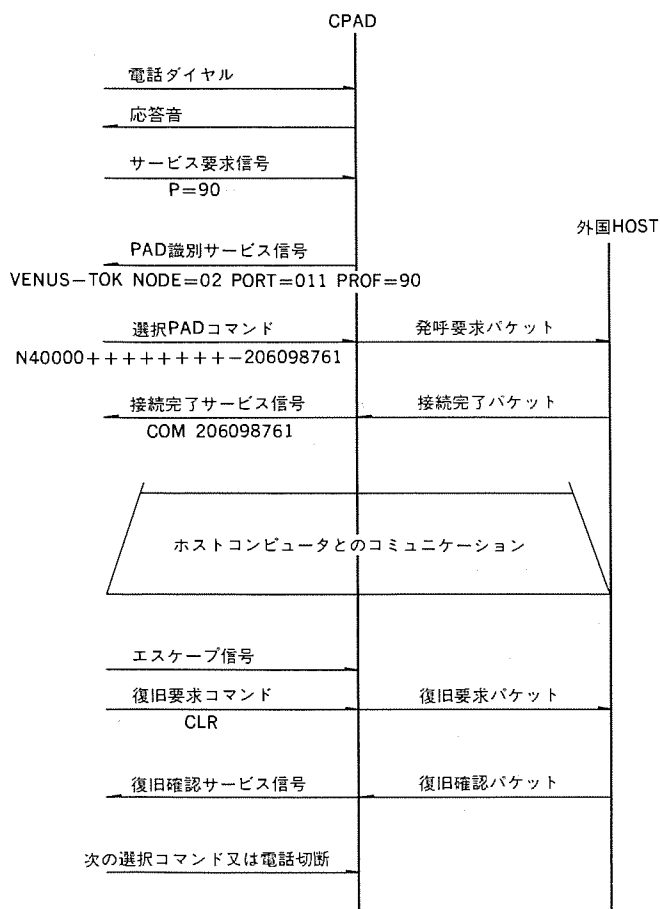 CPAD
電話ダイヤル
応答音
サービス要求信号
P=90
外国HOST
PAD識別サービス信号
VENUS-TOK NODE=02 PORT=011 PROF=90
選択PADコマンド
発呼要求パケット
N40000++++++++-206098761
接続完了サービス信号
接続完了パケット
COM 206098761
ホストコンピュータとのコミュニケーション
エスケープ信号
復旧要求コマンド
復旧要求パケット
CLR
復旧確認サービス信号
復旧確認パケット
次の選択コマンド又は電話切断